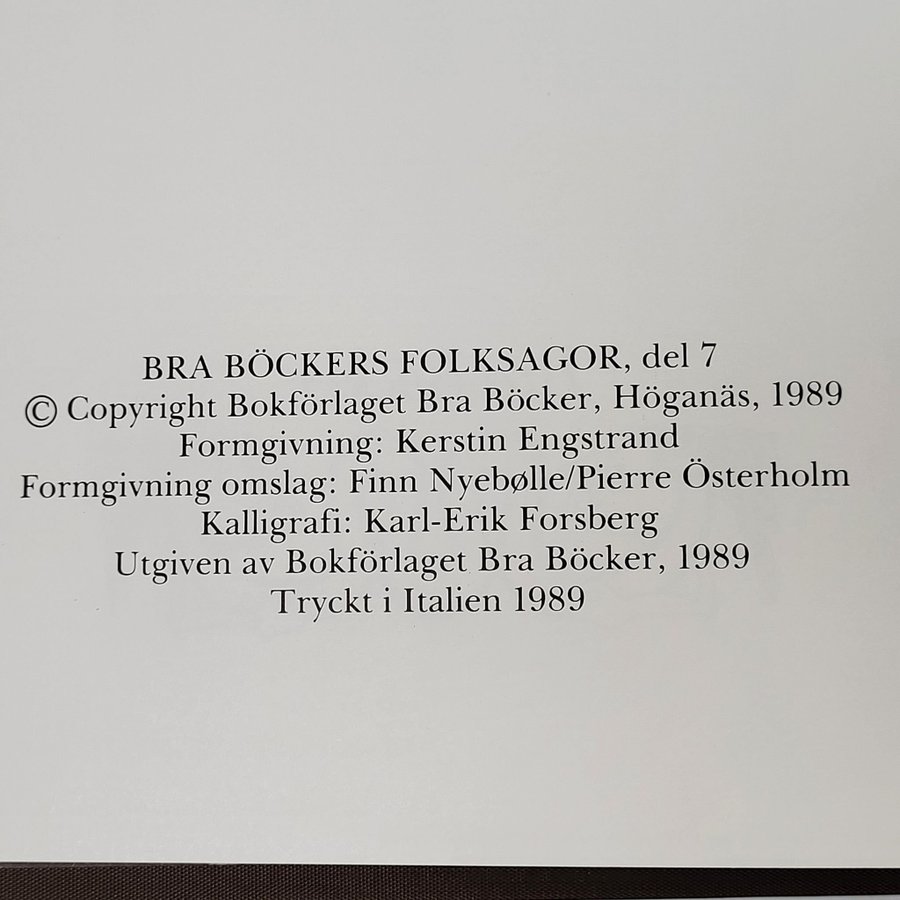 BRA BÖCKERS FOLKSAGOR, del 7
© Copyright Bokförlaget Bra Böcker, Höganäs, 1989
Formgivning: Kerstin Engstrand
Formgivning omslag: Finn Nyebølle/Pierre Österholm
Kalligrafi: Karl-Erik Forsberg
Utgiven av Bokförlaget Bra Böcker, 1989
Tryckt i Italien 1989